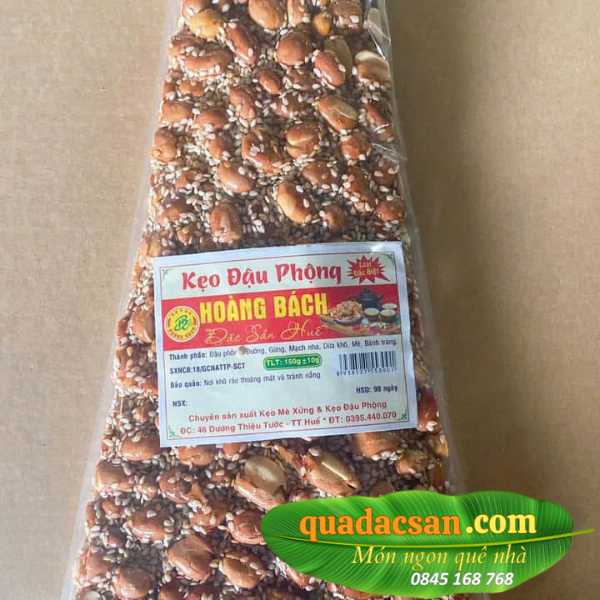 Kẹo Đậu Phộng
Loại
Đặc Biệt
HOÀNG BÁCH
Đặc Sản Huế
Thành phần: Đậu phộng, Đường, Gừng, Mạch nha, Dừa khô, Mè, Bánh tráng.
SXNCB:18/GCNATTP-SCT
TLT: 150g±10g
Bảo quản: Nơi khô ráo thoáng mát và tránh nắng.
NSX:
HSD: 90 ngày
Chuyên sản xuất Kẹo Mè Xửng & Kẹo Đậu Phộng
ĐC: 46 Dương Thiệu Tước - TT Huế * ĐT: 0395.440.070
quadacsan.com
Món ngon quê nhà
0845 168 768